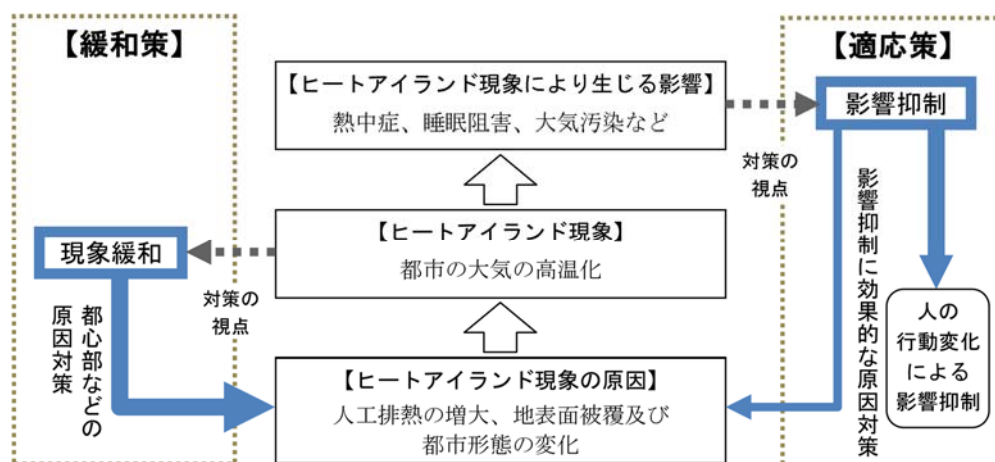 【緩和策】
現象緩和
都心部などの
原因対策
対策の
視点
【ヒートアイランド現象により生じる影響】
熱中症、睡眠阻害、大気汚染など
【ヒートアイランド現象】
都市の大気の高温化
【ヒートアイランド現象の原因】
人工排熱の増大、地表面被覆及び
都市形態の変化
対策の
視点
【適応策】
影響抑制
影響抑制に効果的な原因対策
人の
行動変化
による
影響抑制